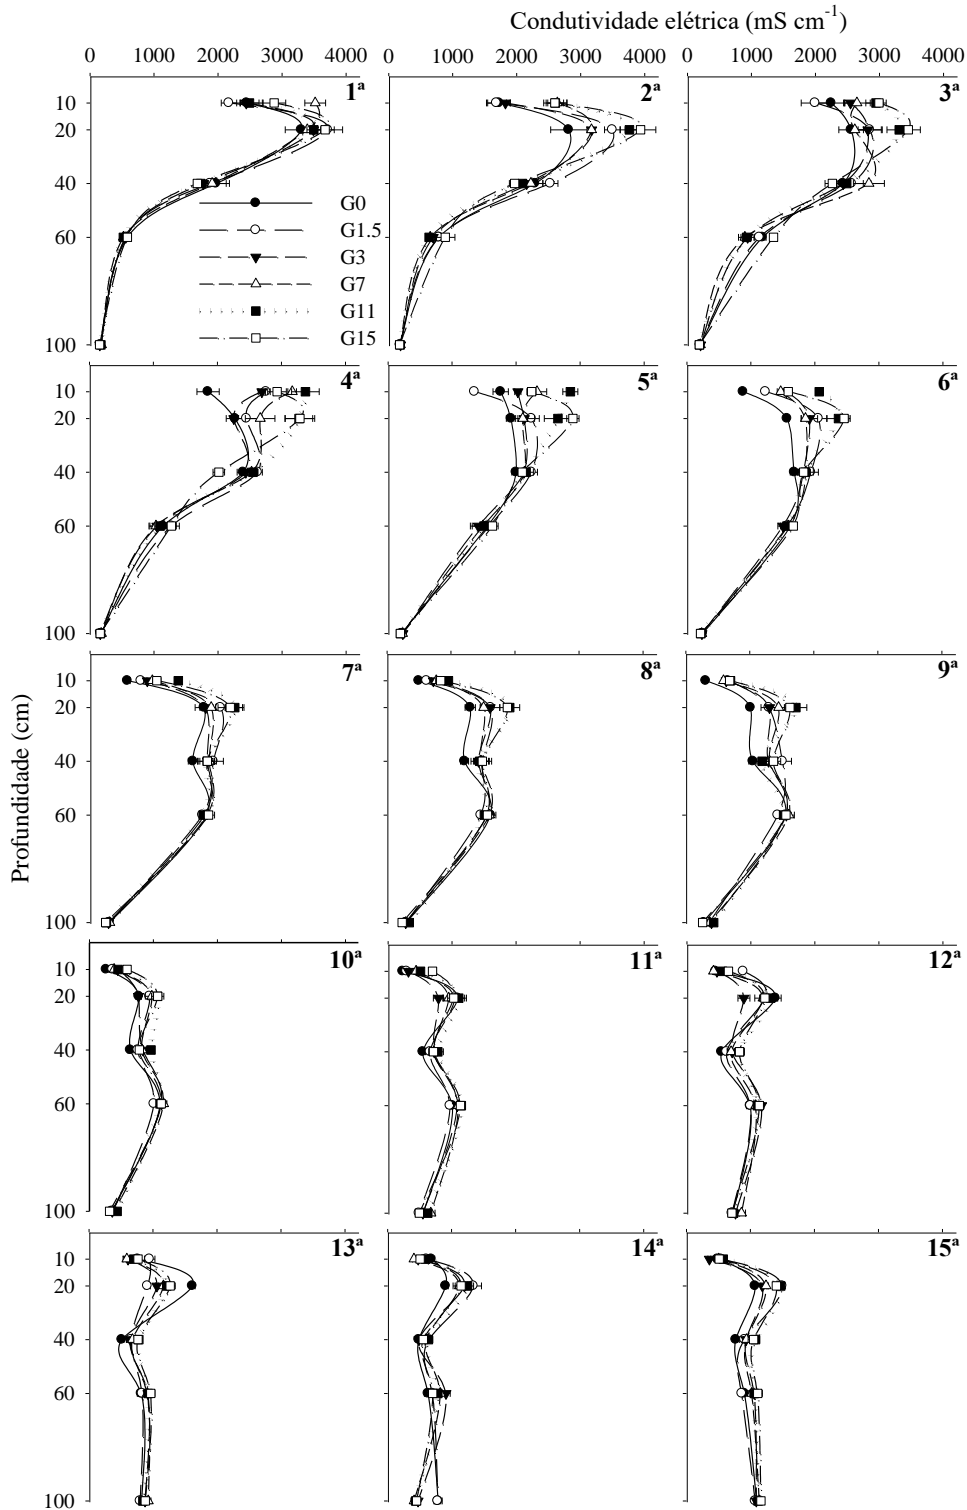 Condutividade elétrica (mS cm⁻¹)
0 1000 2000 3000 4000 0 1000 2000 3000 4000 0 1000 2000 3000 4000
10 1ª 2ª 3ª
20
40
G0
G1.5
60
G3
G7
G11
G15
100
10 4ª 5ª 6ª
20
40
60
100
Profundidade (cm)
10 7ª 8ª 9ª
20
40
60
100
10 10ª 11ª 12ª
20
40
60
100
10 13ª 14ª 15ª
20
40
60
100